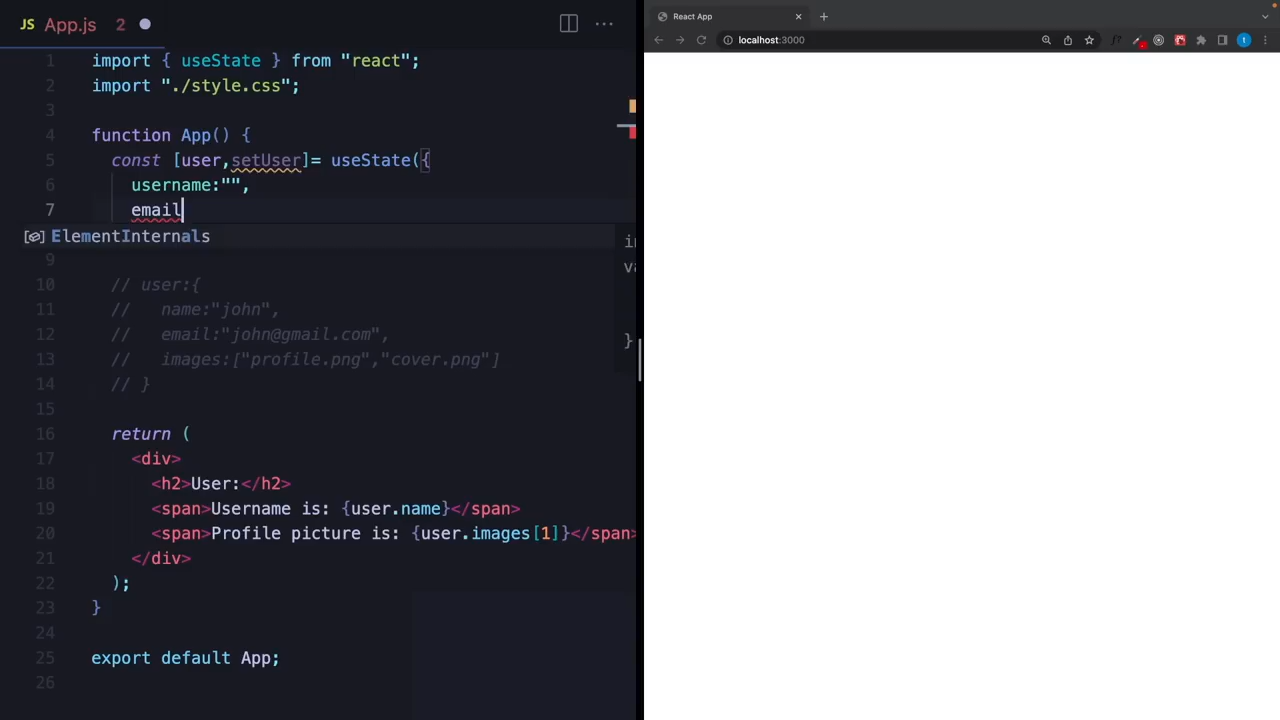 JS App.js 2
1 import { useState } from "react";
2 import "./style.css";
3
4 function App() {
5 const [user,setUser]= useState({
6 username:"",
7 email
ElementInternals
9
10 // user:{
11 // name:"john",
12 // email:"john@gmail.com",
13 // images:["profile.png","cover.png"]
14 // }
15
16 return (
17 <div>
18 <h2>User:</h2>
19 <span>Username is: {user.name}</span>
20 <span>Profile picture is: {user.images[1]}</span>
21 </div>
22 );
23 }
24
25 export default App;
26
React App
localhost:3000
f?
t